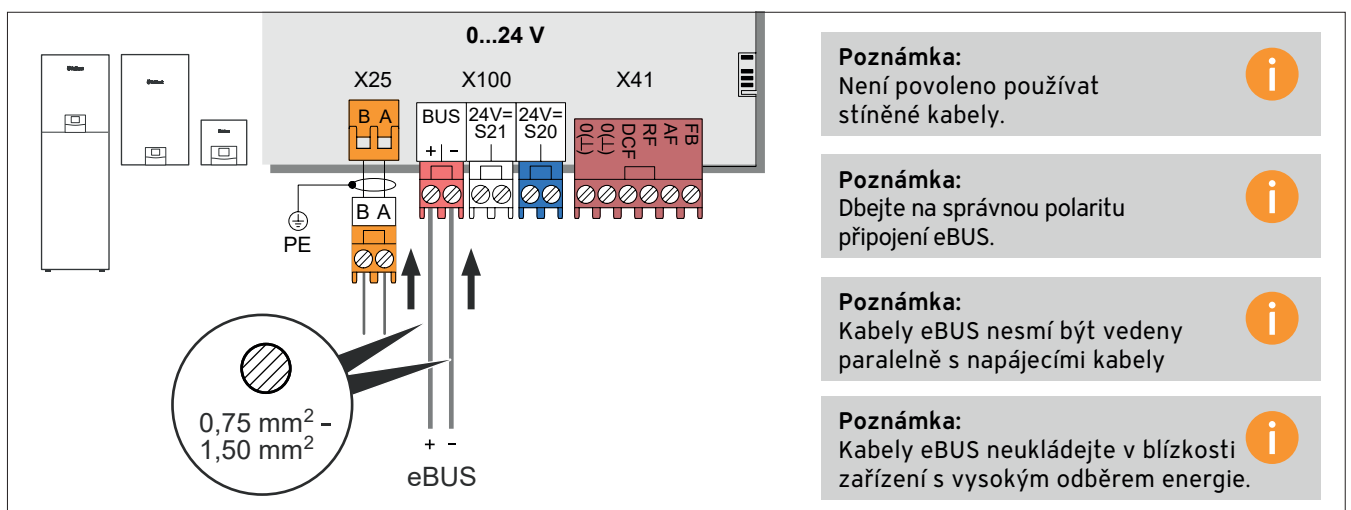 0...24 V
X25
X100
X41
B A
BUS
+ -
24V=
S21
24V=
S20
0(⊥)
0(⊥)
DCF
RF
AF
FB
PE
B A
0,75 mm² -
1,50 mm²
+ -
eBUS
Poznámka:
Není povoleno používat
stíněné kabely.
i
Poznámka:
Dbejte na správnou polaritu
připojení eBUS.
i
Poznámka:
Kabely eBUS nesmí být vedeny
paralelně s napájecími kabely
i
Poznámka:
Kabely eBUS neukládejte v blízkosti
zařízení s vysokým odběrem energie.
i